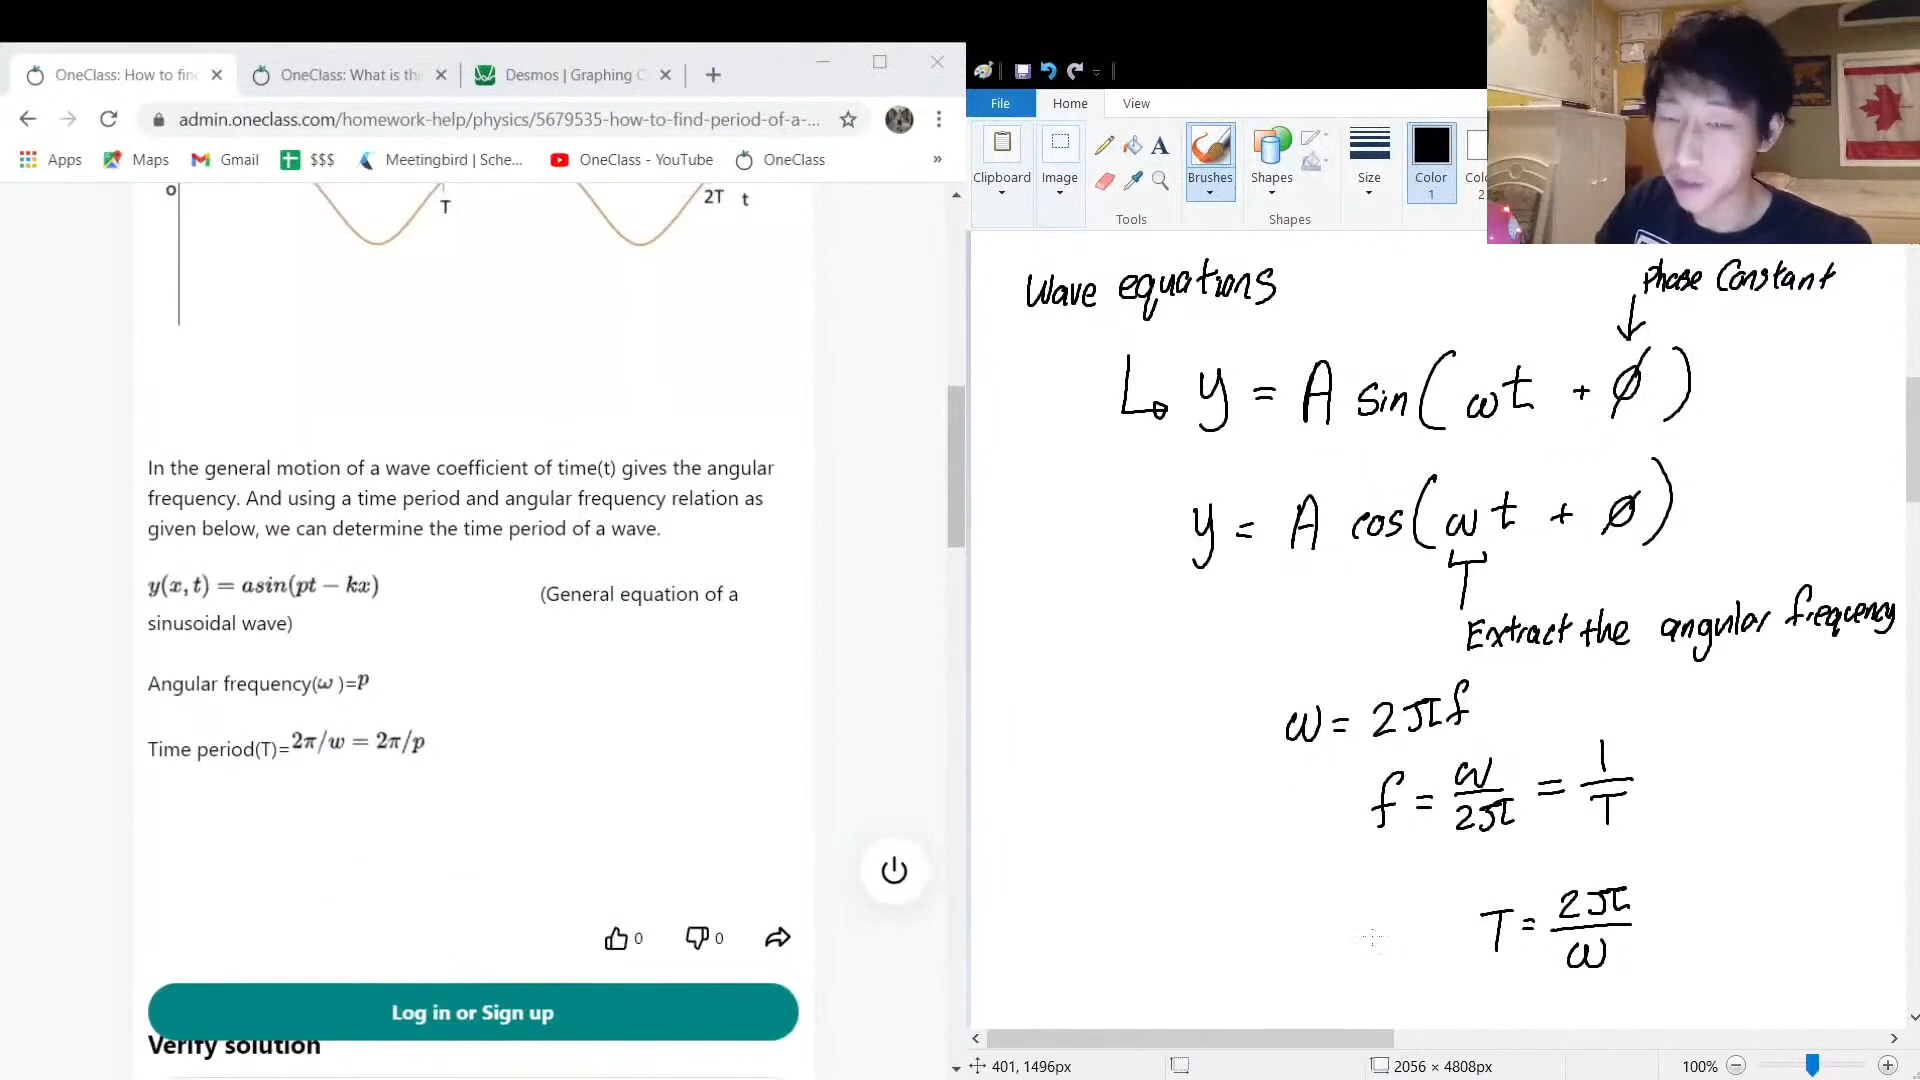 OneClass: How to fin
OneClass: What is th
Desmos | Graphing C
admin.oneclass.com/homework-help/physics/5679535-how-to-find-period-of-a-...
Apps
Maps
Gmail
$$$
Meetingbird | Sche...
OneClass - YouTube
OneClass
»
o
T
2T t
In the general motion of a wave coefficient of time(t) gives the angular
frequency. And using a time period and angular frequency relation as
given below, we can determine the time period of a wave.
y(x, t) = asin(pt − kx) (General equation of a
sinusoidal wave)
Angular frequency(ω )=p
Time period(T)=2π/w = 2π/p
0 0
Log in or Sign up
Verify solution
File Home View
Clipboard
Image
Tools
Brushes
Shapes
Shapes
Size
Color
1
2
Wave equations
Phase Constant
y = A sin(ωt + ∅)
y = A cos(ωt + ∅)
Extract the angular frequency
ω = 2πf
f = ω/2π = 1/T
T = 2π/ω
401, 1496px
2056 × 4808px
100%